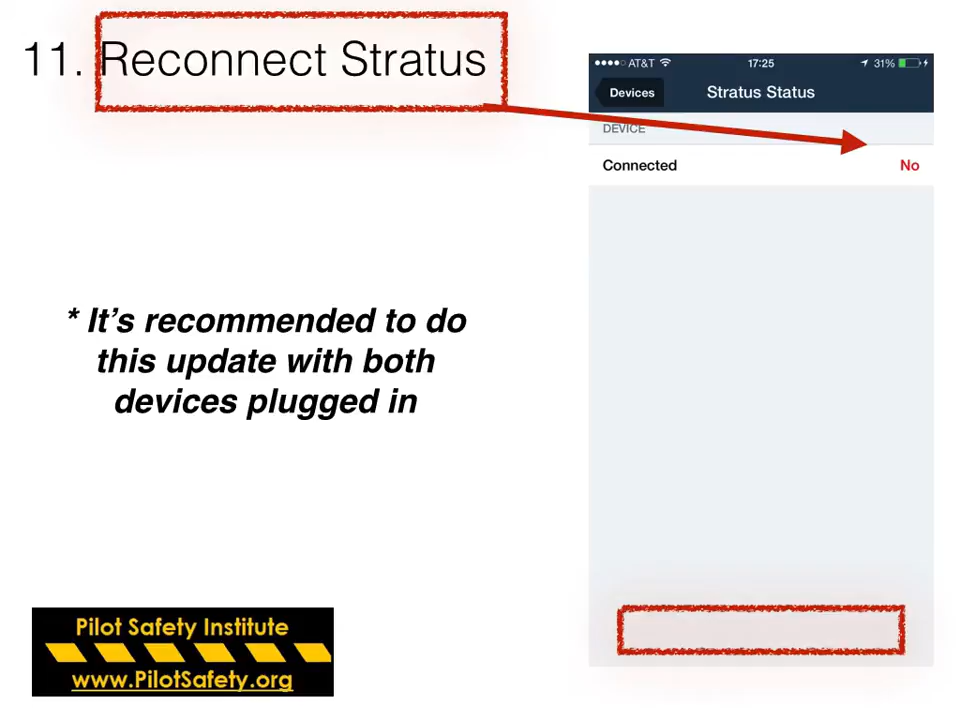 11. Reconnect Stratus
AT&T 17:25 31%
Devices Stratus Status
DEVICE
Connected No
* It's recommended to do
this update with both
devices plugged in
Pilot Safety Institute
www.PilotSafety.org